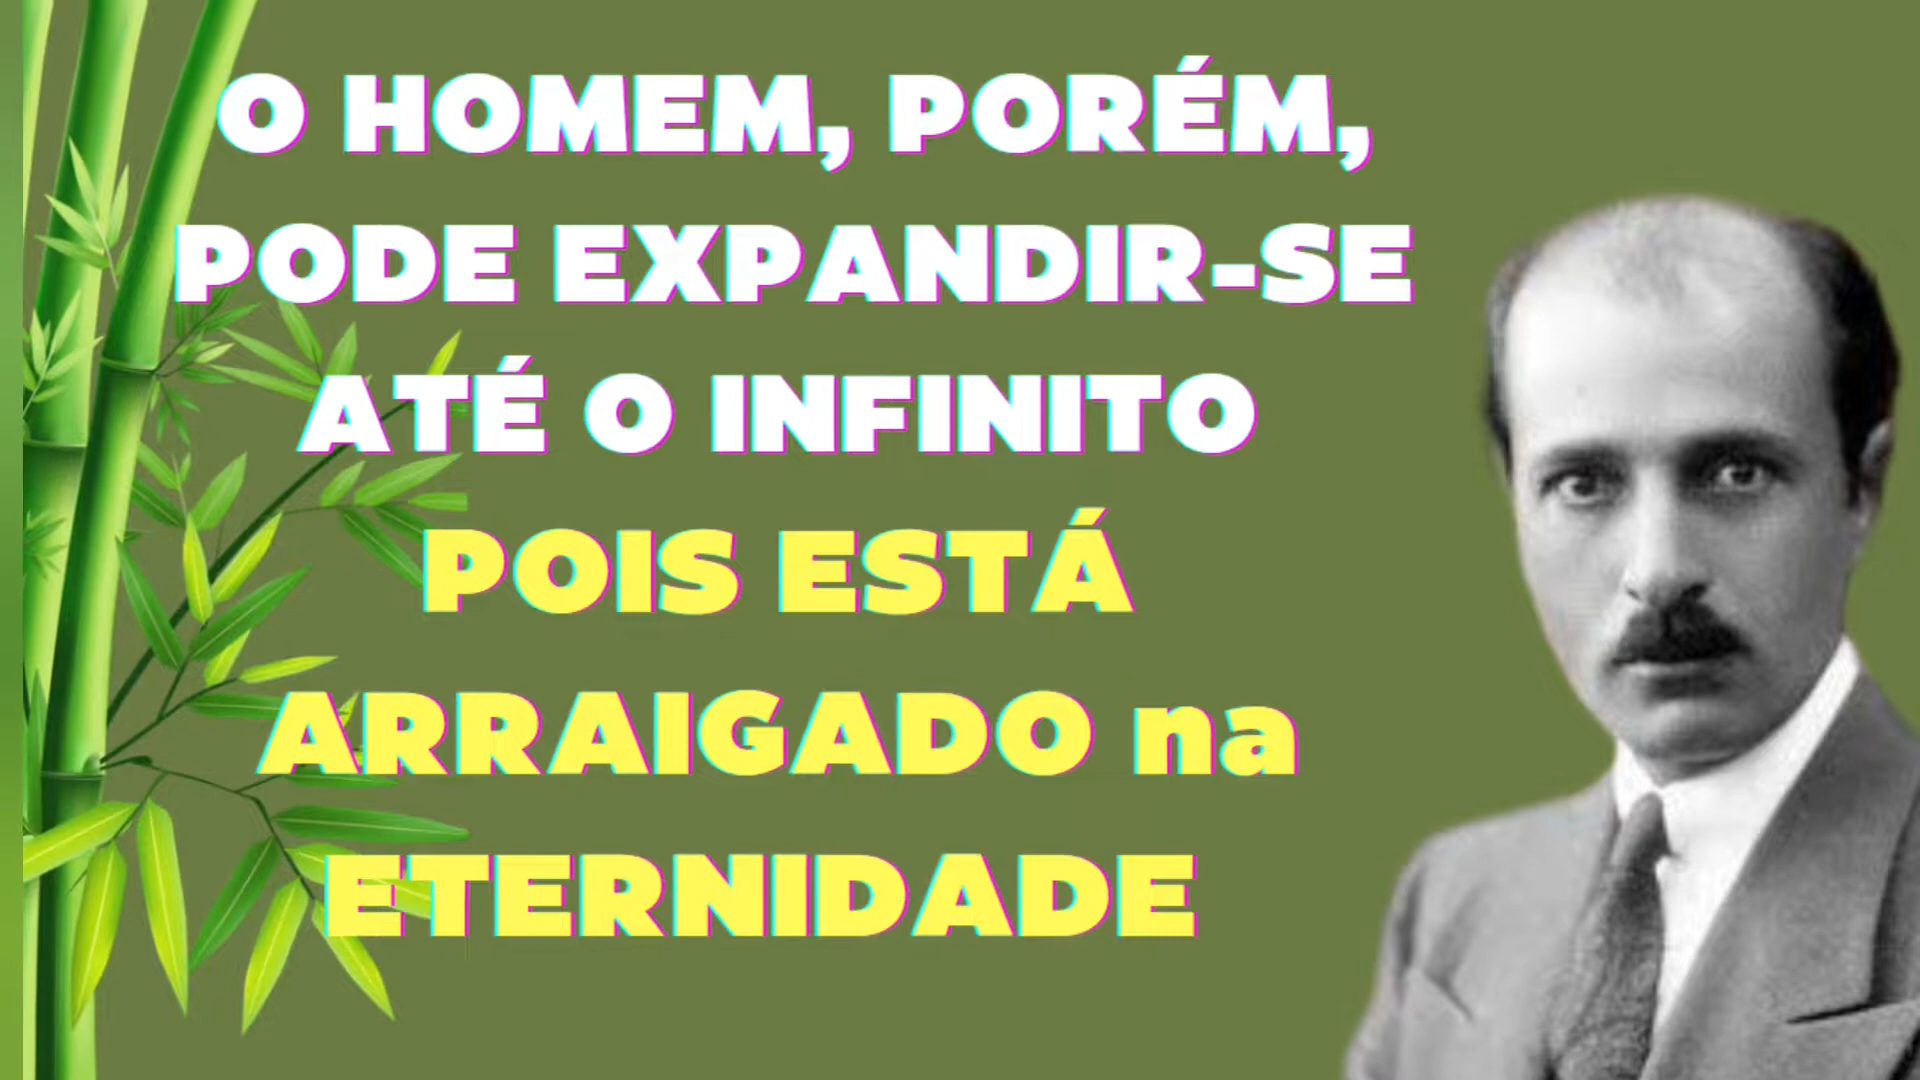 O HOMEM, PORÉM,
PODE EXPANDIR-SE
ATÉ O INFINITO
POIS ESTÁ
ARRAIGADO na
ETERNIDADE